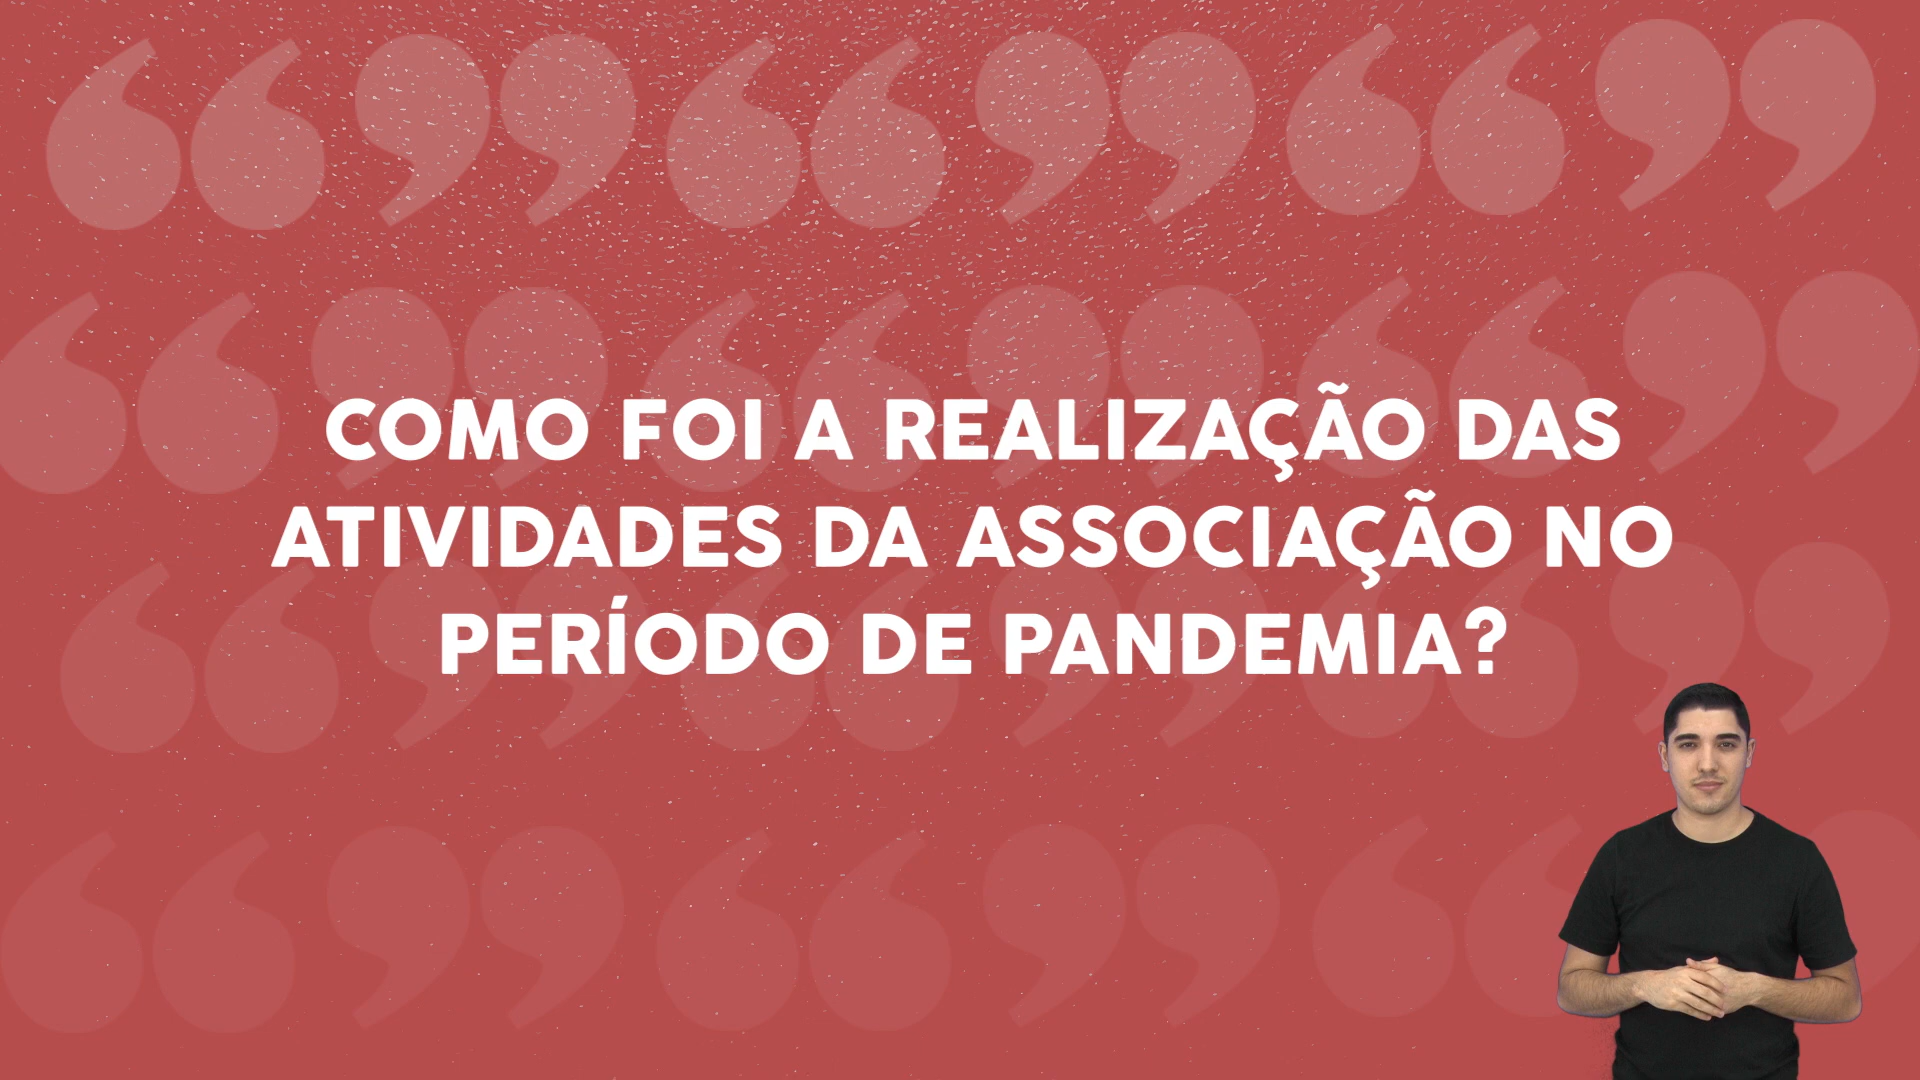 COMO FOI A REALIZAÇÃO DAS
ATIVIDADES DA ASSOCIAÇÃO NO
PERÍODO DE PANDEMIA?